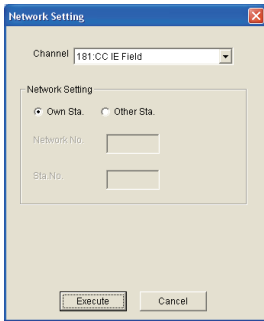 Network Setting
Channel 181:CC IE Field
Network Setting
Own Sta. Other Sta.
Network No.
Sta.No.
Execute Cancel